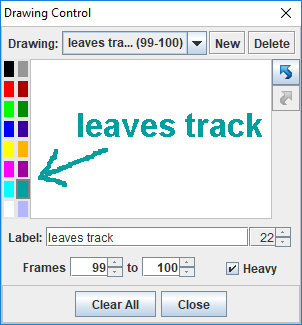 Drawing Control
Drawing: leaves tra... (99-100) New Delete
leaves track
Label: leaves track 22
Frames 99 to 100 Heavy
Clear All Close